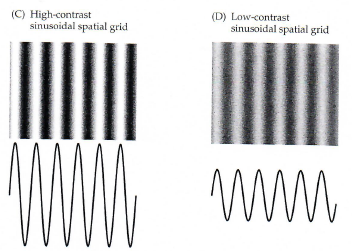 (C) High-contrast
sinusoidal spatial grid
(D) Low-contrast
sinusoidal spatial grid